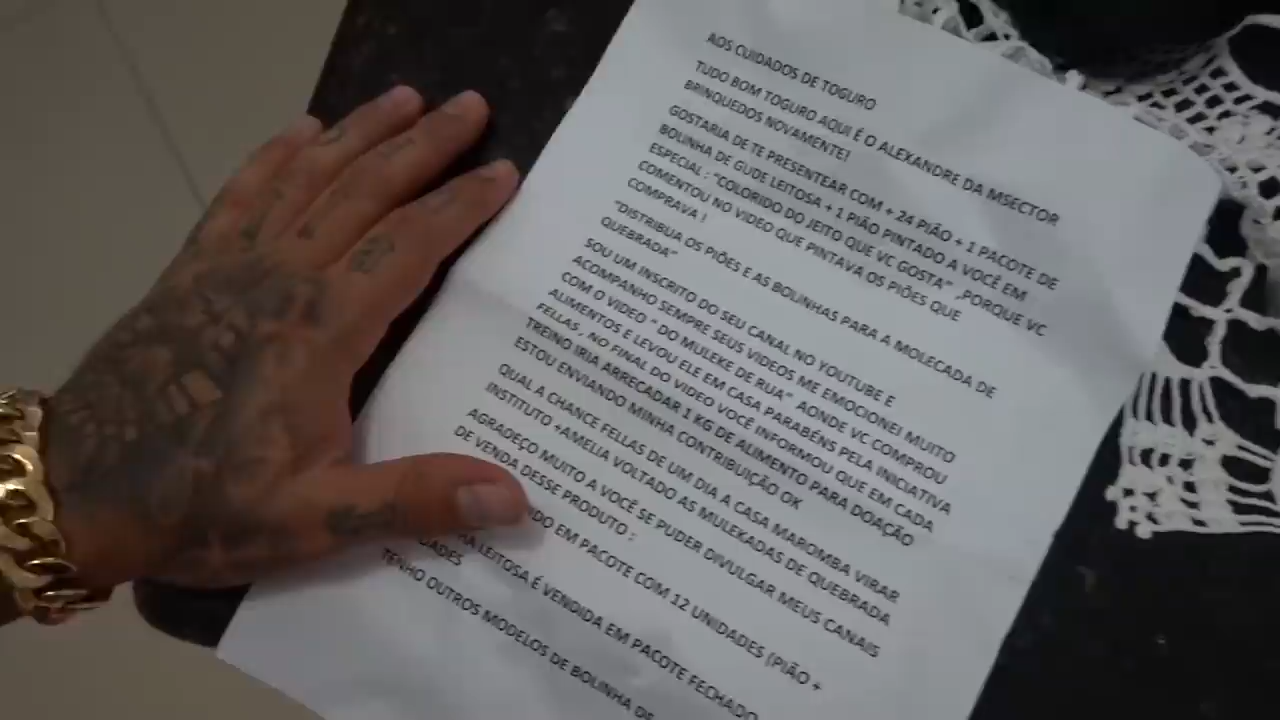 AOS CUIDADOS DE TOGURO
TUDO BOM TOGURO AQUI É O ALEXANDRE DA MSECTOR
BRINQUEDOS NOVAMENTE!
GOSTARIA DE TE PRESENTEAR COM + 24 PIÃO + 1 PACOTE DE
BOLINHA DE GUDE LEITOSA + 1 PIÃO PINTADO A VOCÊ EM
ESPECIAL : "COLORIDO DO JEITO QUE VC GOSTA" ,PORQUE VC
COMENTOU NO VIDEO QUE PINTAVA OS PIÕES QUE
COMPRAVA !
"DISTRIBUA OS PIÕES E AS BOLINHAS PARA A MOLECADA DE
QUEBRADA"
SOU UM INSCRITO DO SEU CANAL NO YOUTUBE E
ACOMPANHO SEMPRE SEUS VIDEOS ME EMOCIONEI MUITO
COM O VIDEO " DO MULEKE DE RUA" AONDE VC COMPROU
ALIMENTOS E LEVOU ELE EM CASA PARABÉNS PELA INICIATIVA
FELLAS , NO FINAL DO VIDEO VOCÊ INFORMOU QUE EM CADA
TREINO IRIA ARRECADAR 1 KG DE ALIMENTO PARA DOAÇÃO
ESTOU ENVIANDO MINHA CONTRIBUIÇÃO OK
QUAL A CHANCE FELLAS DE UM DIA A CASA MAROMBA VIRAR
INSTITUTO +AMELIA VOLTADO AS MULEKADAS DE QUEBRADA
AGRADEÇO MUITO A VOCÊ SE PUDER DIVULGAR MEUS CANAIS
DE VENDA DESSE PRODUTO :
EM PACOTE COM 12 UNIDADES (PIÃO +
LEITOSA É VENDIDA EM PACOTE FECHADO
TENHO OUTROS MODELOS DE BOLINHA DE